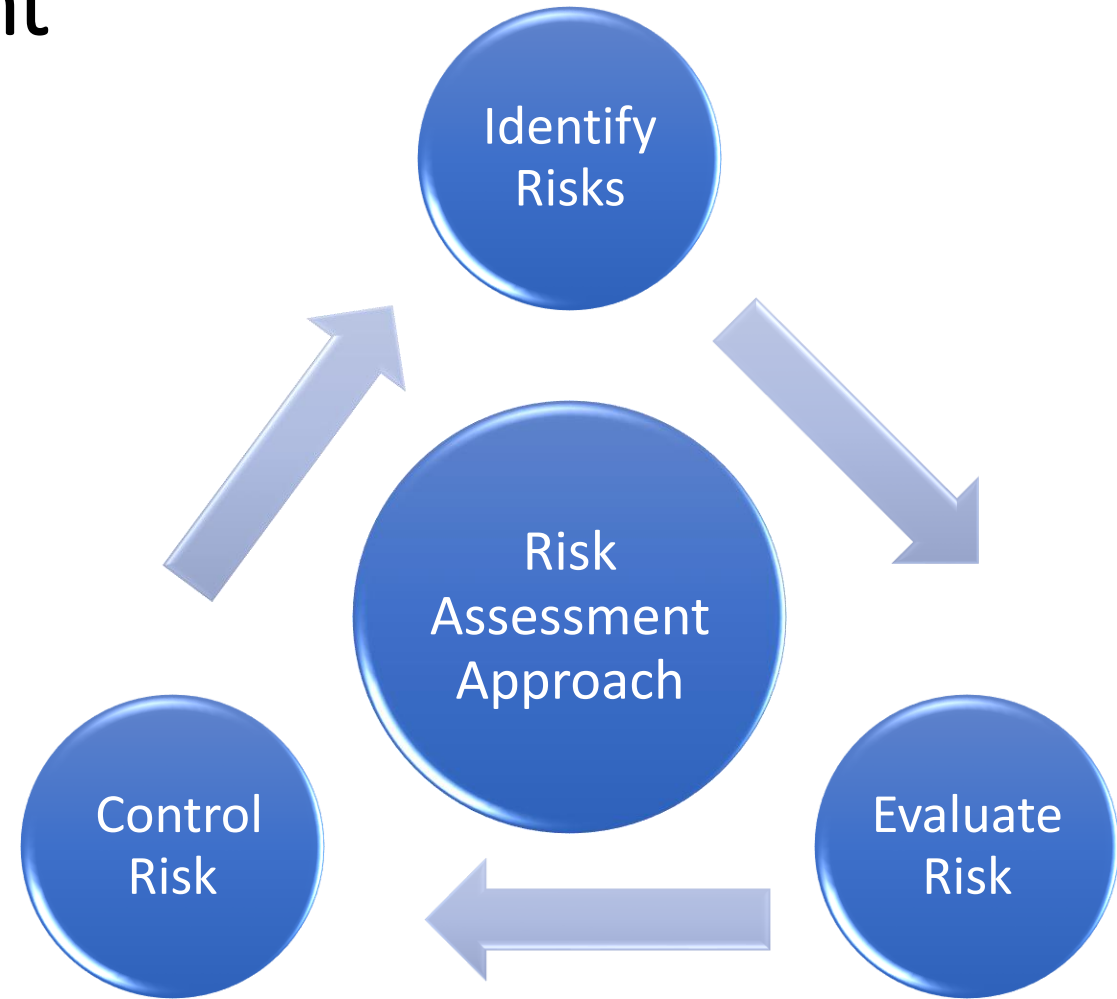 Identify
Risks
Risk
Assessment
Approach
Control
Risk
Evaluate
Risk